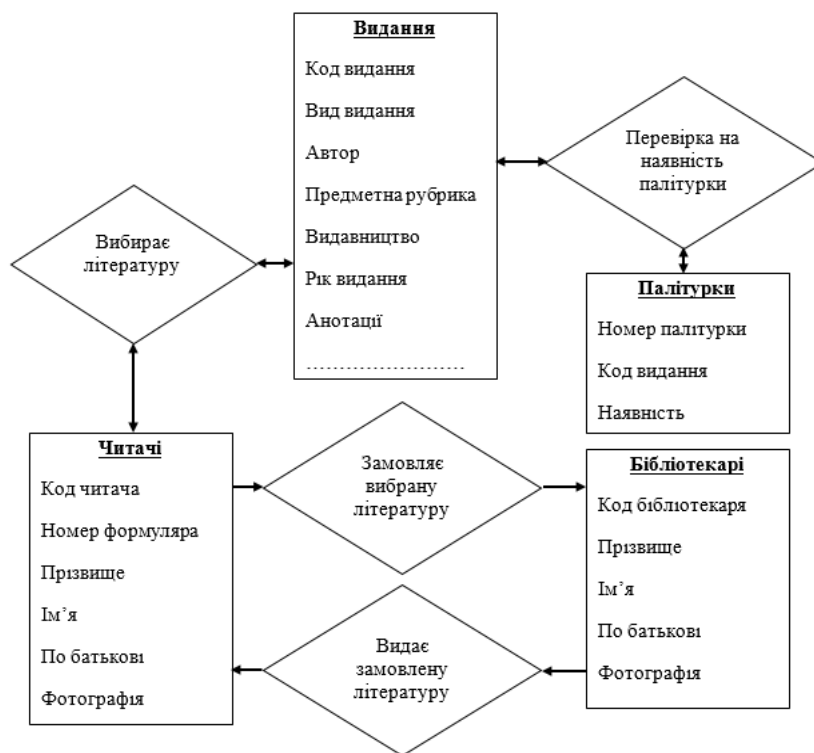 Видання
Код видання
Вид видання
Автор
Предметна рубрика
Видавництво
Рік видання
Анотації
............................
Перевірка на
наявність
палітурки
Вибирає
літературу
Палітурки
Номер палітурки
Код видання
Наявність
Читачі
Код читача
Номер формуляра
Прізвище
Ім’я
По батькові
Фотографія
Замовляє
вибрану
літературу
Бібліотекарі
Код бібліотекаря
Прізвище
Ім’я
По батькові
Фотографія
Видає
замовлену
літературу